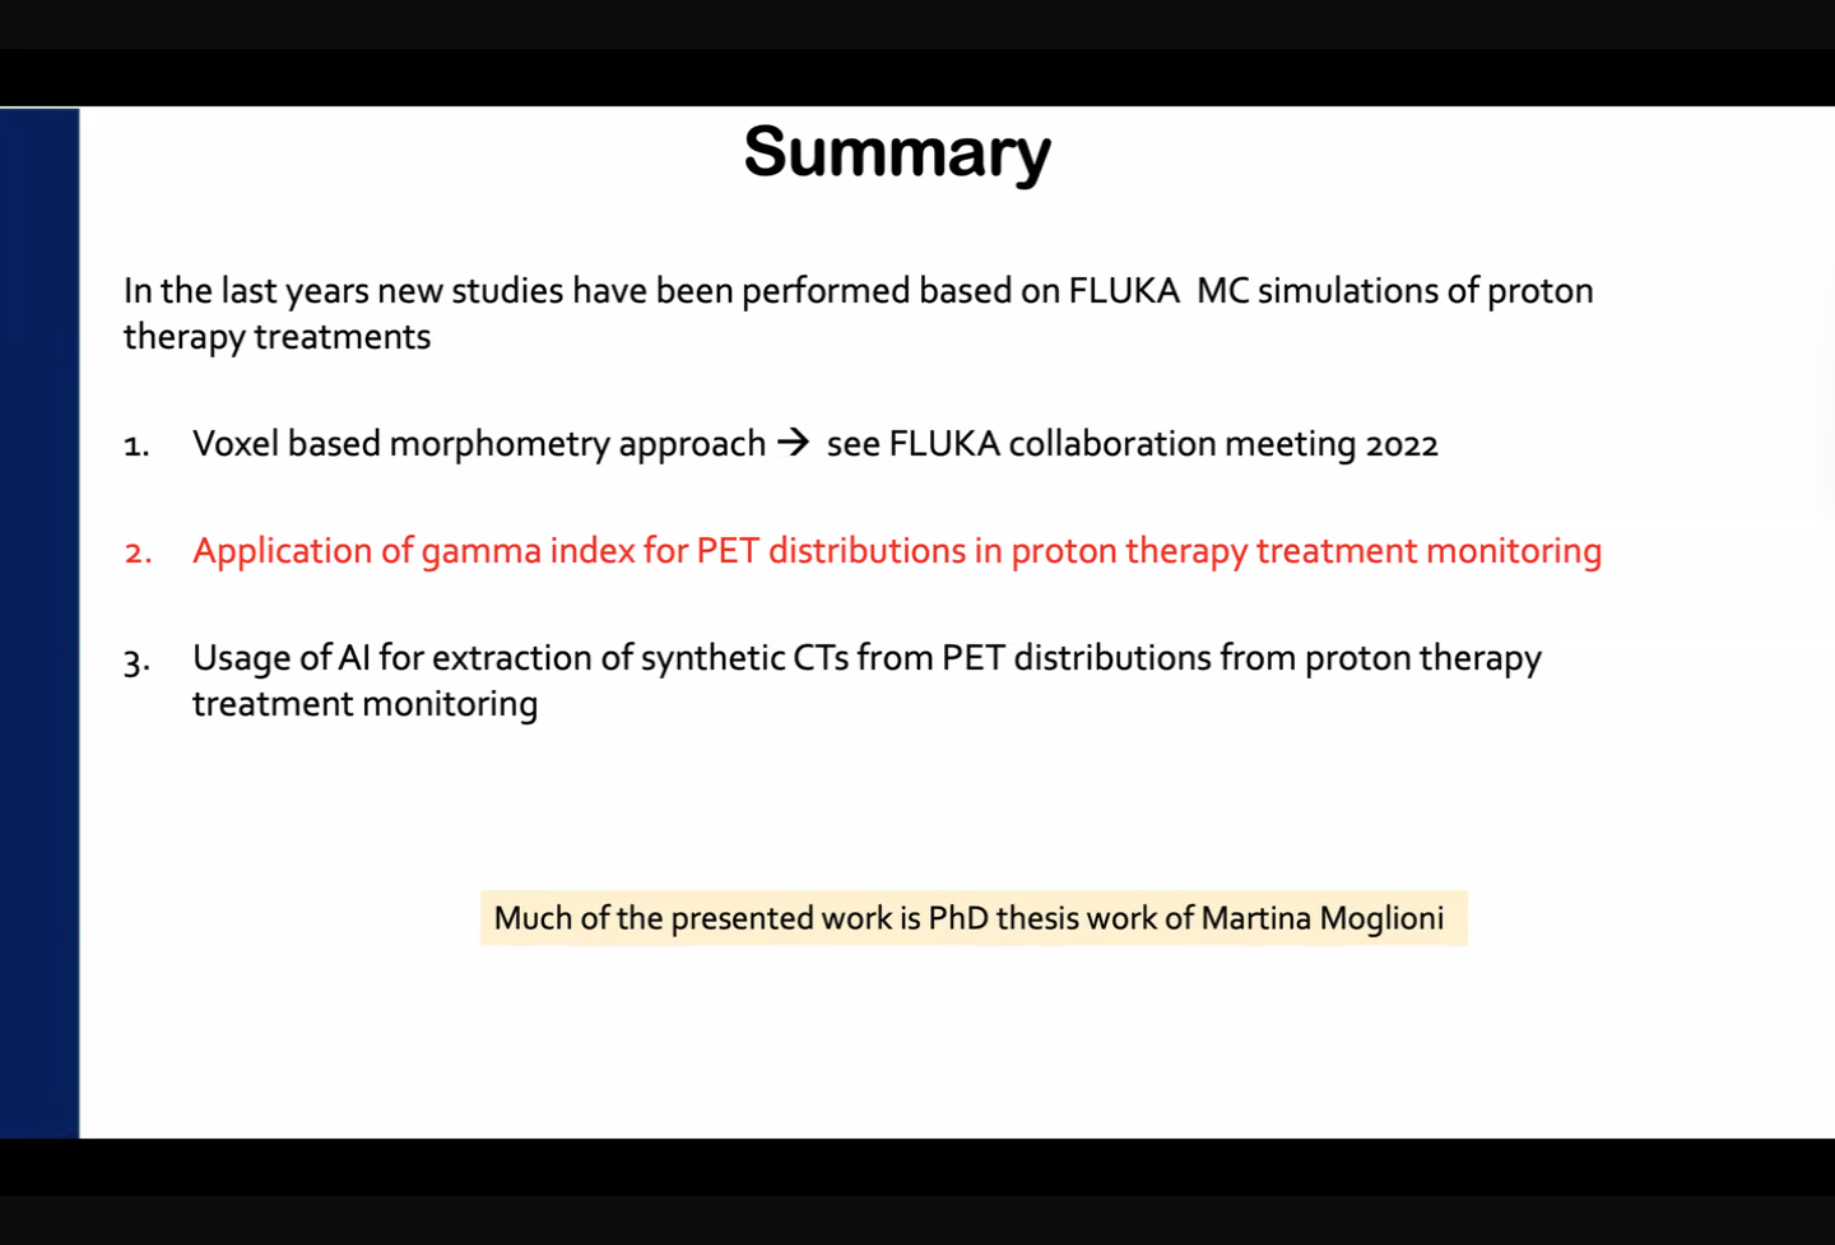 Summary
In the last years new studies have been performed based on FLUKA MC simulations of proton
therapy treatments
1. Voxel based morphometry approach → see FLUKA collaboration meeting 2022
2. Application of gamma index for PET distributions in proton therapy treatment monitoring
3. Usage of AI for extraction of synthetic CTs from PET distributions from proton therapy
treatment monitoring
Much of the presented work is PhD thesis work of Martina Moglioni